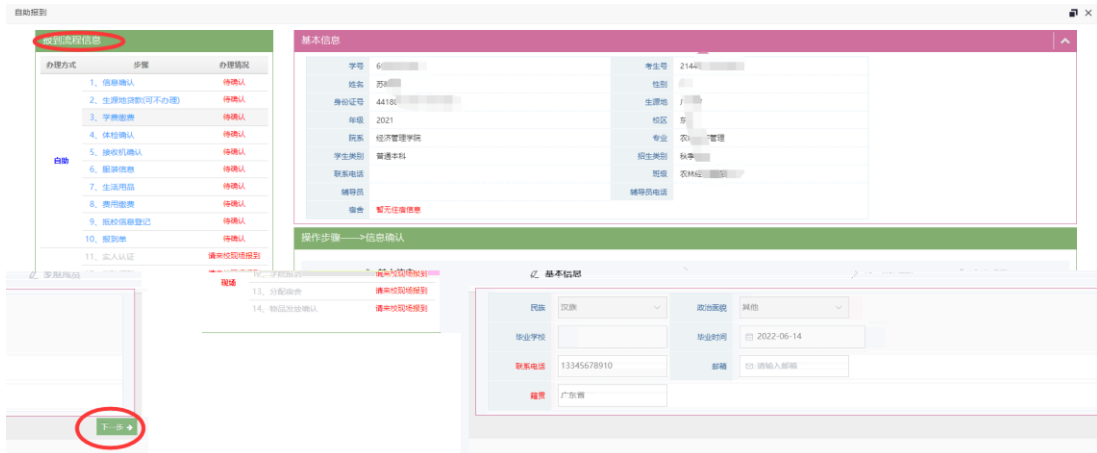 自助报到
报到流程信息
办理方式 步骤 办理情况
自助
1、信息确认 待确认
2、生源地贷款(可不办理) 待确认
3、学费缴费 待确认
4、体检确认 待确认
5、接收机确认 待确认
6、服装信息 待确认
7、生活用品 待确认
8、费用缴费 待确认
9、抵校信息登记 待确认
10、报到单 待确认
11、实人认证 请来校现场报到
现场
13、分配宿舍 请来校现场报到
14、物品发放确认 请来校现场报到
基本信息
学号 6 考生号 2144
姓名 苏 性别
身份证号 4418 生源地
年级 2021 校区 东
院系 经济管理学院 专业 农 管理
学生类别 普通本科 招生类别 秋季
联系电话 班级 农林经
辅导员 辅导员电话
宿舍 暂无住宿信息
操作步骤——>信息确认
基本信息
民族 汉族 政治面貌 其他
毕业学校 毕业时间 2022-06-14
联系电话 13345678910 邮箱 请输入邮箱
籍贯 广东省
下一步